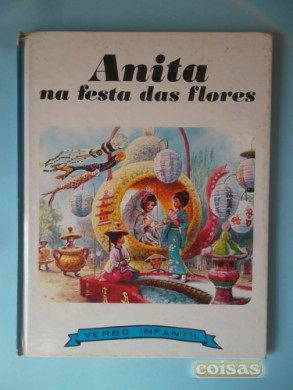 Anita
na festa das flores
VERBO INFANTIL
coisas